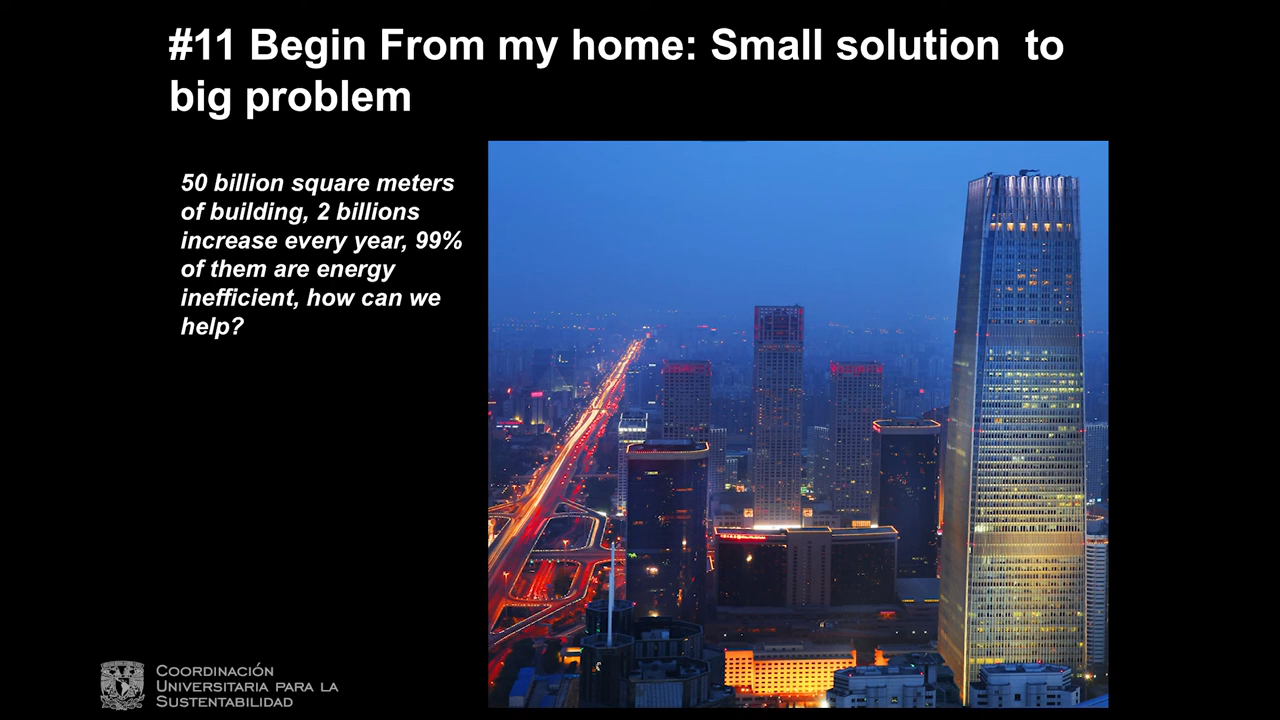 #11 Begin From my home: Small solution to
big problem
50 billion square meters
of building, 2 billions
increase every year, 99%
of them are energy
inefficient, how can we
help?
COORDINACIÓN
UNIVERSITARIA PARA LA
SUSTENTABILIDAD